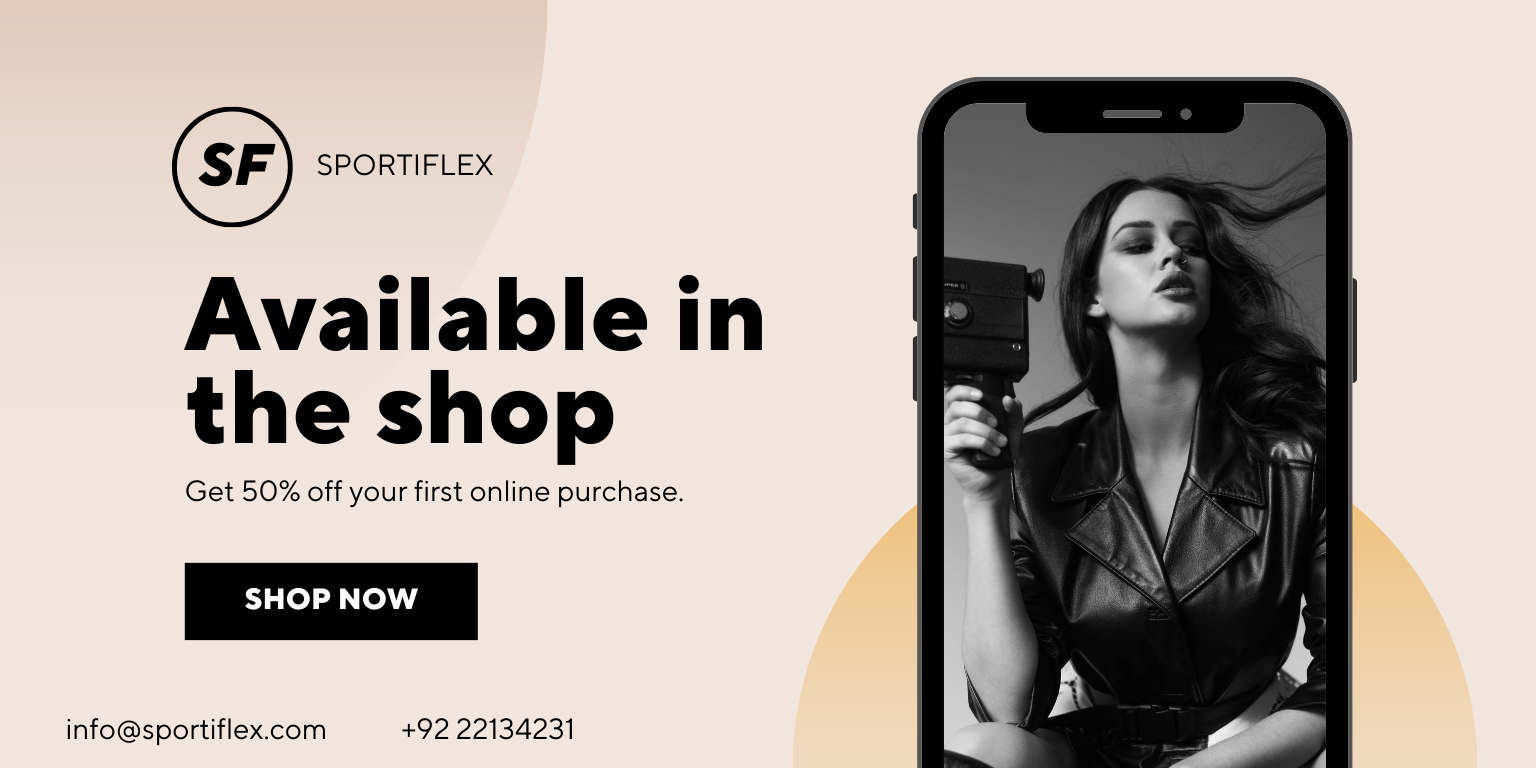 SF
SPORTIFLEX
Available in
the shop
Get 50% off your first online purchase.
SHOP NOW
info@sportiflex.com
+92 22134231